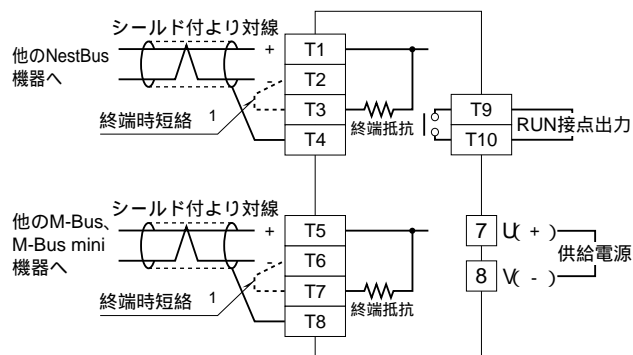 シールド付より対線
他のNestBus
機器へ
+
T1
T2
T3
T4
終端時短絡 1
終端抵抗
T9
T10
RUN接点出力
シールド付より対線
他のM-Bus、
M-Bus mini
機器へ
+
T5
T6
T7
T8
終端時短絡 1
終端抵抗
7 U( + )
8 V( - )
供給電源